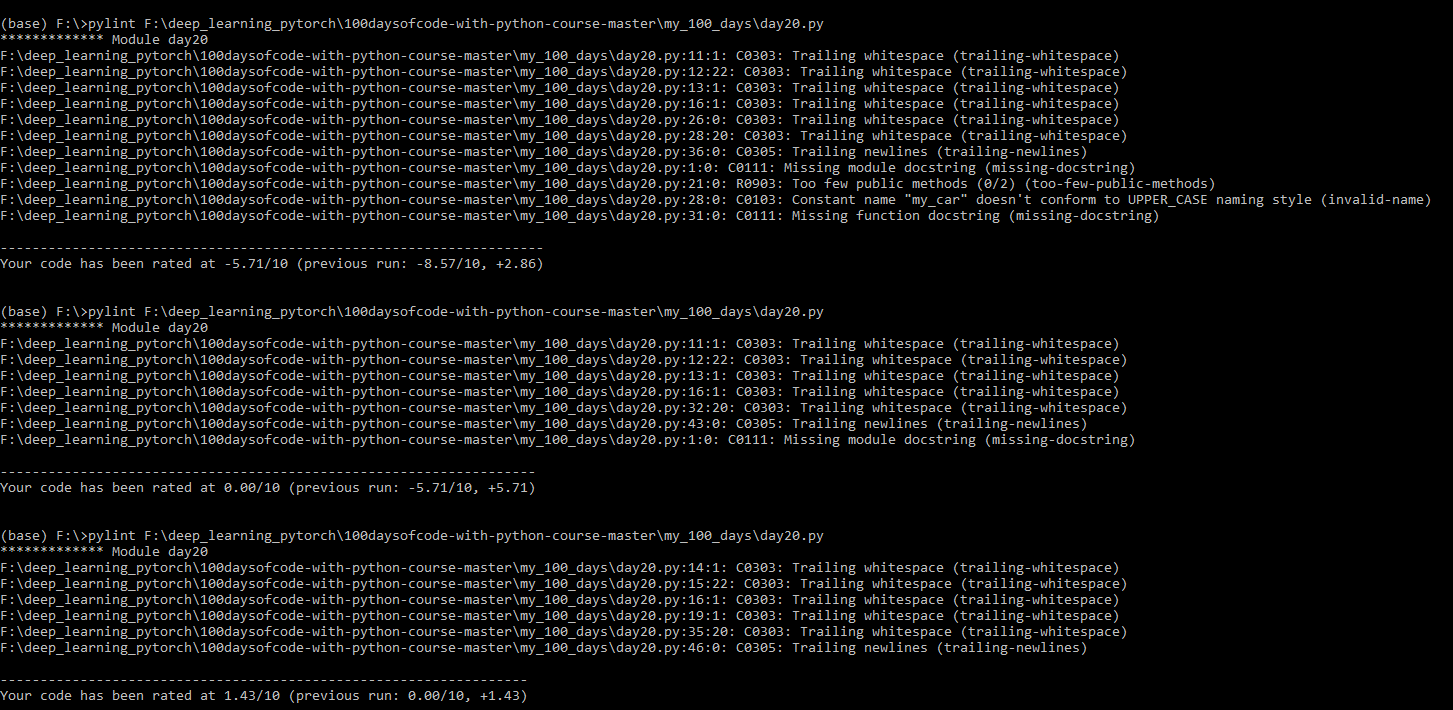 (base) F:\>pylint F:\deep_learning_pytorch\100daysofcode-with-python-course-master\my_100_days\day20.py
************* Module day20
F:\deep_learning_pytorch\100daysofcode-with-python-course-master\my_100_days\day20.py:11:1: C0303: Trailing whitespace (trailing-whitespace)
F:\deep_learning_pytorch\100daysofcode-with-python-course-master\my_100_days\day20.py:12:22: C0303: Trailing whitespace (trailing-whitespace)
F:\deep_learning_pytorch\100daysofcode-with-python-course-master\my_100_days\day20.py:13:1: C0303: Trailing whitespace (trailing-whitespace)
F:\deep_learning_pytorch\100daysofcode-with-python-course-master\my_100_days\day20.py:16:1: C0303: Trailing whitespace (trailing-whitespace)
F:\deep_learning_pytorch\100daysofcode-with-python-course-master\my_100_days\day20.py:26:0: C0303: Trailing whitespace (trailing-whitespace)
F:\deep_learning_pytorch\100daysofcode-with-python-course-master\my_100_days\day20.py:28:20: C0303: Trailing whitespace (trailing-whitespace)
F:\deep_learning_pytorch\100daysofcode-with-python-course-master\my_100_days\day20.py:36:0: C0305: Trailing newlines (trailing-newlines)
F:\deep_learning_pytorch\100daysofcode-with-python-course-master\my_100_days\day20.py:1:0: C0111: Missing module docstring (missing-docstring)
F:\deep_learning_pytorch\100daysofcode-with-python-course-master\my_100_days\day20.py:21:0: R0903: Too few public methods (0/2) (too-few-public-methods)
F:\deep_learning_pytorch\100daysofcode-with-python-course-master\my_100_days\day20.py:28:0: C0103: Constant name "my_car" doesn't conform to UPPER_CASE naming style (invalid-name)
F:\deep_learning_pytorch\100daysofcode-with-python-course-master\my_100_days\day20.py:31:0: C0111: Missing function docstring (missing-docstring)
--------------------------------------------------------------------
Your code has been rated at -5.71/10 (previous run: -8.57/10, +2.86)
(base) F:\>pylint F:\deep_learning_pytorch\100daysofcode-with-python-course-master\my_100_days\day20.py
************* Module day20
F:\deep_learning_pytorch\100daysofcode-with-python-course-master\my_100_days\day20.py:11:1: C0303: Trailing whitespace (trailing-whitespace)
F:\deep_learning_pytorch\100daysofcode-with-python-course-master\my_100_days\day20.py:12:22: C0303: Trailing whitespace (trailing-whitespace)
F:\deep_learning_pytorch\100daysofcode-with-python-course-master\my_100_days\day20.py:13:1: C0303: Trailing whitespace (trailing-whitespace)
F:\deep_learning_pytorch\100daysofcode-with-python-course-master\my_100_days\day20.py:16:1: C0303: Trailing whitespace (trailing-whitespace)
F:\deep_learning_pytorch\100daysofcode-with-python-course-master\my_100_days\day20.py:32:20: C0303: Trailing whitespace (trailing-whitespace)
F:\deep_learning_pytorch\100daysofcode-with-python-course-master\my_100_days\day20.py:43:0: C0305: Trailing newlines (trailing-newlines)
F:\deep_learning_pytorch\100daysofcode-with-python-course-master\my_100_days\day20.py:1:0: C0111: Missing module docstring (missing-docstring)
-------------------------------------------------------------------
Your code has been rated at 0.00/10 (previous run: -5.71/10, +5.71)
(base) F:\>pylint F:\deep_learning_pytorch\100daysofcode-with-python-course-master\my_100_days\day20.py
************* Module day20
F:\deep_learning_pytorch\100daysofcode-with-python-course-master\my_100_days\day20.py:14:1: C0303: Trailing whitespace (trailing-whitespace)
F:\deep_learning_pytorch\100daysofcode-with-python-course-master\my_100_days\day20.py:15:22: C0303: Trailing whitespace (trailing-whitespace)
F:\deep_learning_pytorch\100daysofcode-with-python-course-master\my_100_days\day20.py:16:1: C0303: Trailing whitespace (trailing-whitespace)
F:\deep_learning_pytorch\100daysofcode-with-python-course-master\my_100_days\day20.py:19:1: C0303: Trailing whitespace (trailing-whitespace)
F:\deep_learning_pytorch\100daysofcode-with-python-course-master\my_100_days\day20.py:35:20: C0303: Trailing whitespace (trailing-whitespace)
F:\deep_learning_pytorch\100daysofcode-with-python-course-master\my_100_days\day20.py:46:0: C0305: Trailing newlines (trailing-newlines)
------------------------------------------------------------------
Your code has been rated at 1.43/10 (previous run: 0.00/10, +1.43)